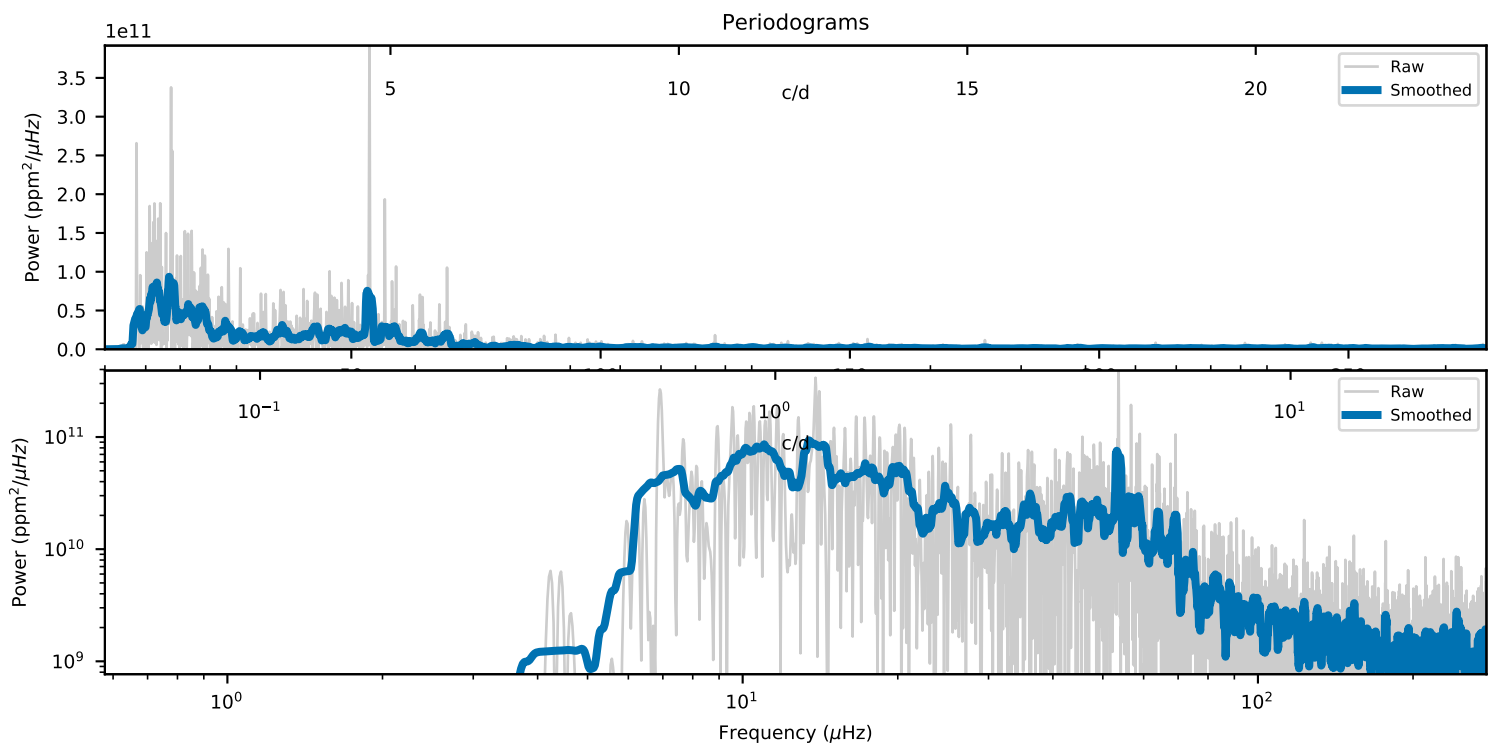 Periodograms
1e11
Power (ppm²/μHz)
3.5
3.0
2.5
2.0
1.5
1.0
0.5
0.0
5 10 15 20
c/d
Raw
Smoothed
Power (ppm²/μHz)
10¹¹
10¹⁰
10⁹
10⁻¹ 10⁰ 10¹
c/d
Raw
Smoothed
10⁰ 10¹ 10²
Frequency (μHz)